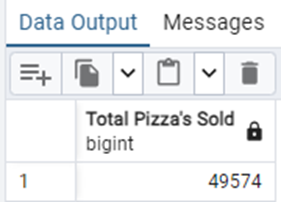 Data Output Messages
Total Pizza's Sold
bigint
1 49574